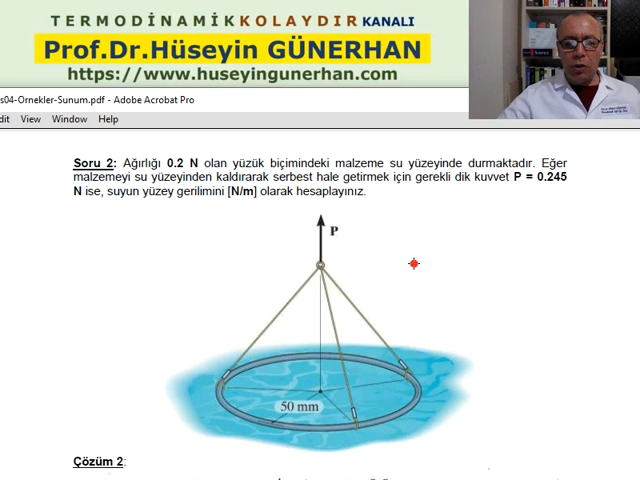 TERMODİNAMİKKOLAYDIR KANALI
Prof.Dr.Hüseyin GÜNERHAN
https://www.huseyingunerhan.com
s04-Ornekler-Sunum.pdf - Adobe Acrobat Pro
dit View Window Help
Soru 2: Ağırlığı 0.2 N olan yüzük biçimindeki malzeme su yüzeyinde durmaktadır. Eğer
malzemeyi su yüzeyinden kaldırarak serbest hale getirmek için gerekli dik kuvvet P = 0.245
N ise, suyun yüzey gerilimini [N/m] olarak hesaplayınız.
P
50 mm
Çözüm 2: